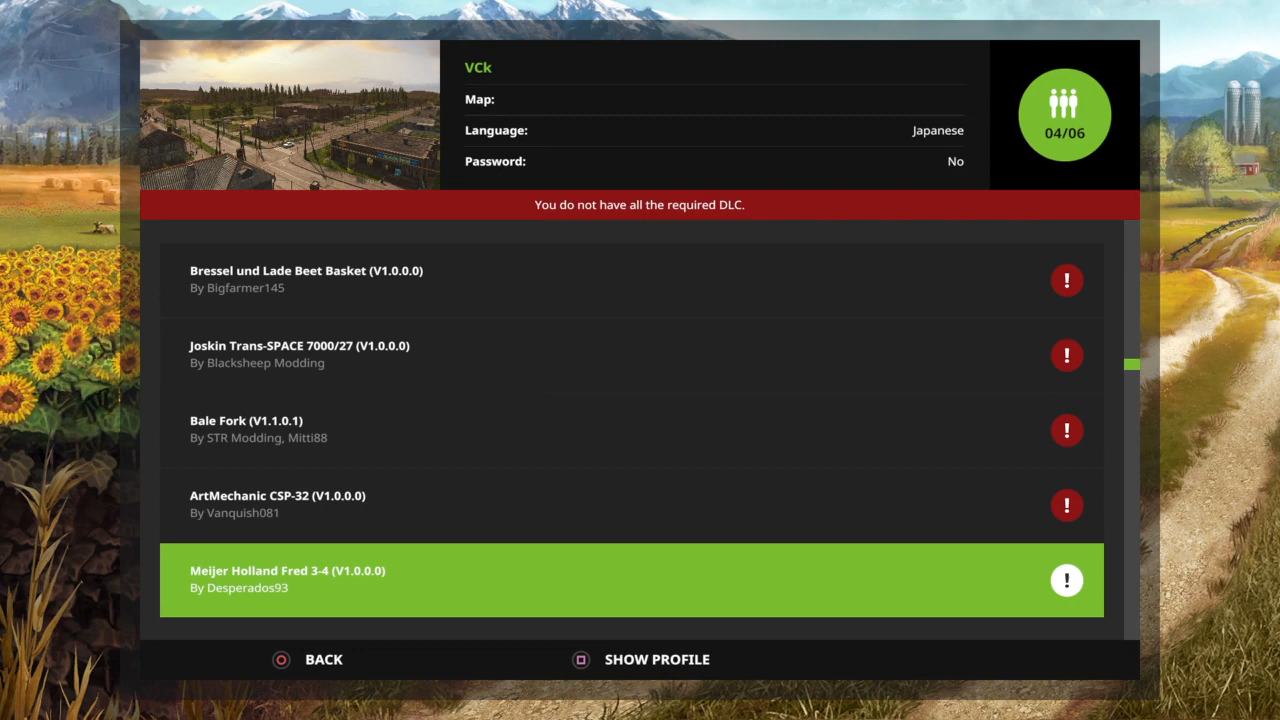 VCk
Map:
Language: Japanese
Password: No
04/06
You do not have all the required DLC.
Bressel und Lade Beet Basket (V1.0.0.0)
By Bigfarmer145
!
Joskin Trans-SPACE 7000/27 (V1.0.0.0)
By Blacksheep Modding
!
Bale Fork (V1.1.0.1)
By STR Modding, Mitti88
!
ArtMechanic CSP-32 (V1.0.0.0)
By Vanquish081
!
Meijer Holland Fred 3-4 (V1.0.0.0)
By Desperados93
!
BACK SHOW PROFILE